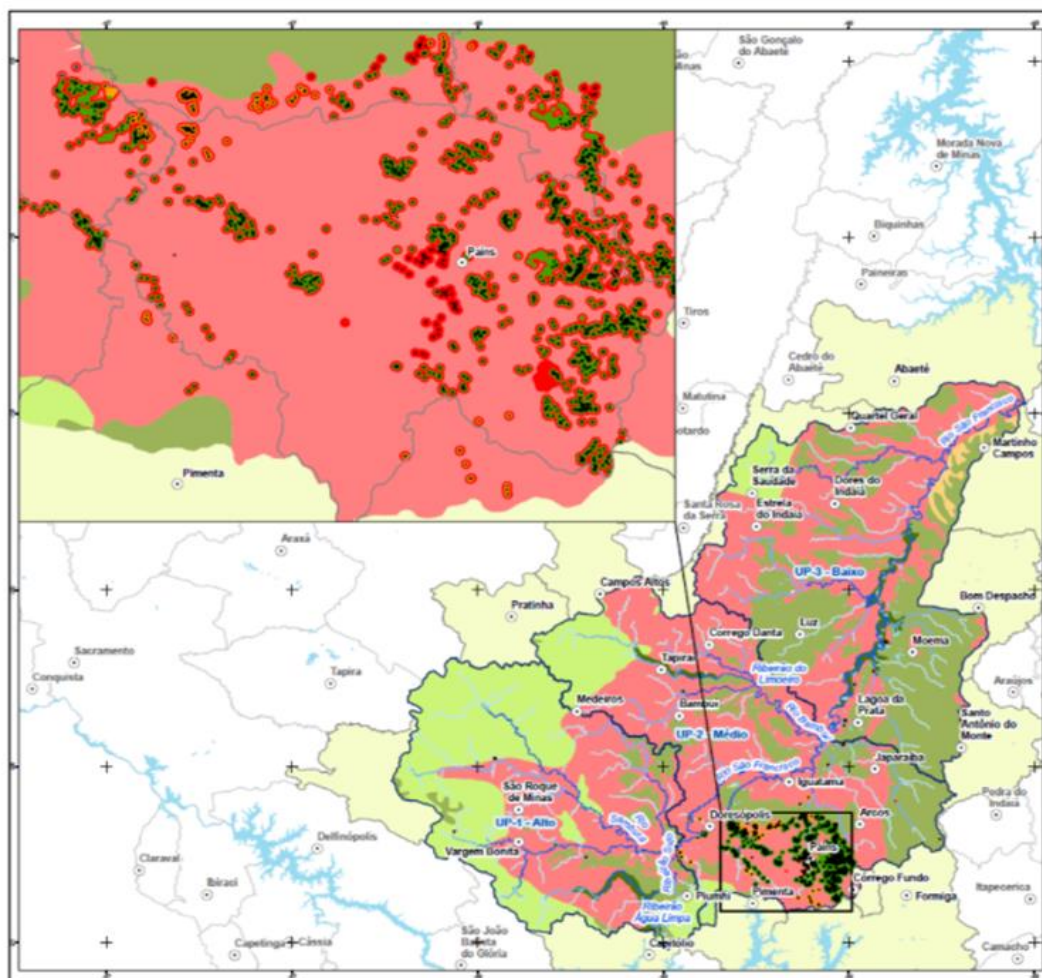 São Gonçalo
do Abaeté
Morada Nova
de Minas
Biquinhas
Paineiras
Tiros
Cedro do
Abaeté
Abaeté
Matutina
Quartel Geral
Rio São Francisco
Martinho
Campos
Pains
Pimenta
Serra da
Saudade
Dores do
Indaiá
Santa Rosa
da Serra
Estrela
do Indaiá
Araxá
UP-3 - Baixo
Campos Altos
Pratinha
Bom Despacho
Luz
Corrego Danta
Moema
Sacramento
Tapira
Tapiraí
Ribeirão do
Limoeiro
Conquista
Araújos
Medeiros
Bambuí
Lagoa da
Prata
Santo
Antônio do
Monte
UP-2 - Médio
Rio São Francisco
Japaraíba
São Roque
de Minas
Iguatama
Pedra do
Indaiá
UP-1 - Alto
Doresópolis
Arcos
Delfinópolis
Vargem Bonita
Claraval
Pains
Ibiraci
Córrego Fundo
Piumhi
Pimenta
Formiga
Itapecerica
Ribeirão
Água Limpa
São João
Batista
do Glória
Capetinga
Cássia
Capitólio
Camacho